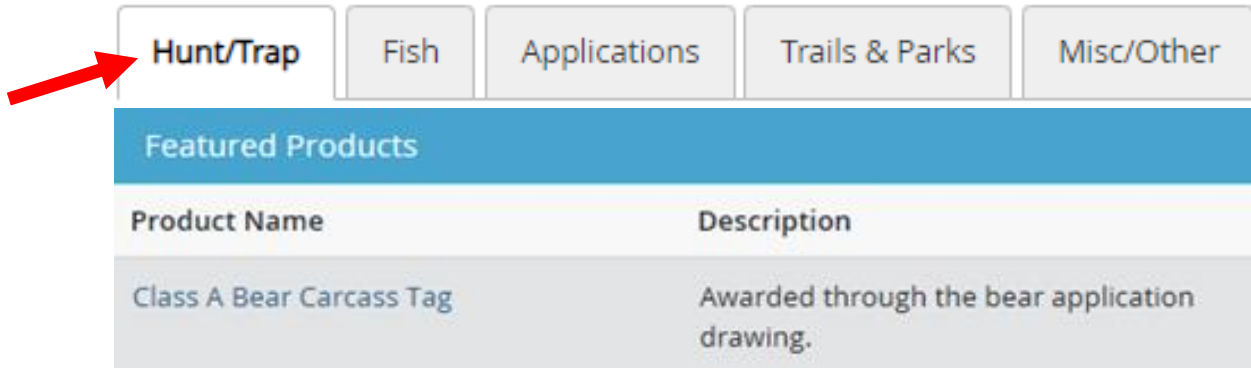 Hunt/Trap Fish Applications Trails & Parks Misc/Other
Featured Products
Product Name Description
Class A Bear Carcass Tag Awarded through the bear application
drawing.